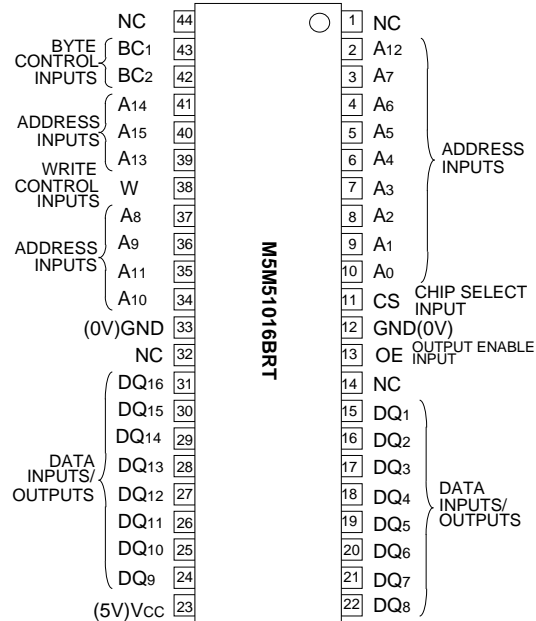 NC 44
BYTE CONTROL INPUTS
BC1 43
BC2 42
ADDRESS INPUTS
A14 41
A15 40
A13 39
WRITE CONTROL INPUTS
W 38
ADDRESS INPUTS
A8 37
A9 36
A11 35
A10 34
(0V)GND 33
NC 32
DATA INPUTS/ OUTPUTS
DQ16 31
DQ15 30
DQ14 29
DQ13 28
DQ12 27
DQ11 26
DQ10 25
DQ9 24
(5V)VCC 23
M5M51016BRT
1 NC
2 A12
3 A7
4 A6
5 A5
6 A4
7 A3
8 A2
9 A1
10 A0
ADDRESS INPUTS
11 CS CHIP SELECT INPUT
12 GND(0V)
13 OE OUTPUT ENABLE INPUT
14 NC
15 DQ1
16 DQ2
17 DQ3
18 DQ4
19 DQ5
20 DQ6
21 DQ7
22 DQ8
DATA INPUTS/ OUTPUTS